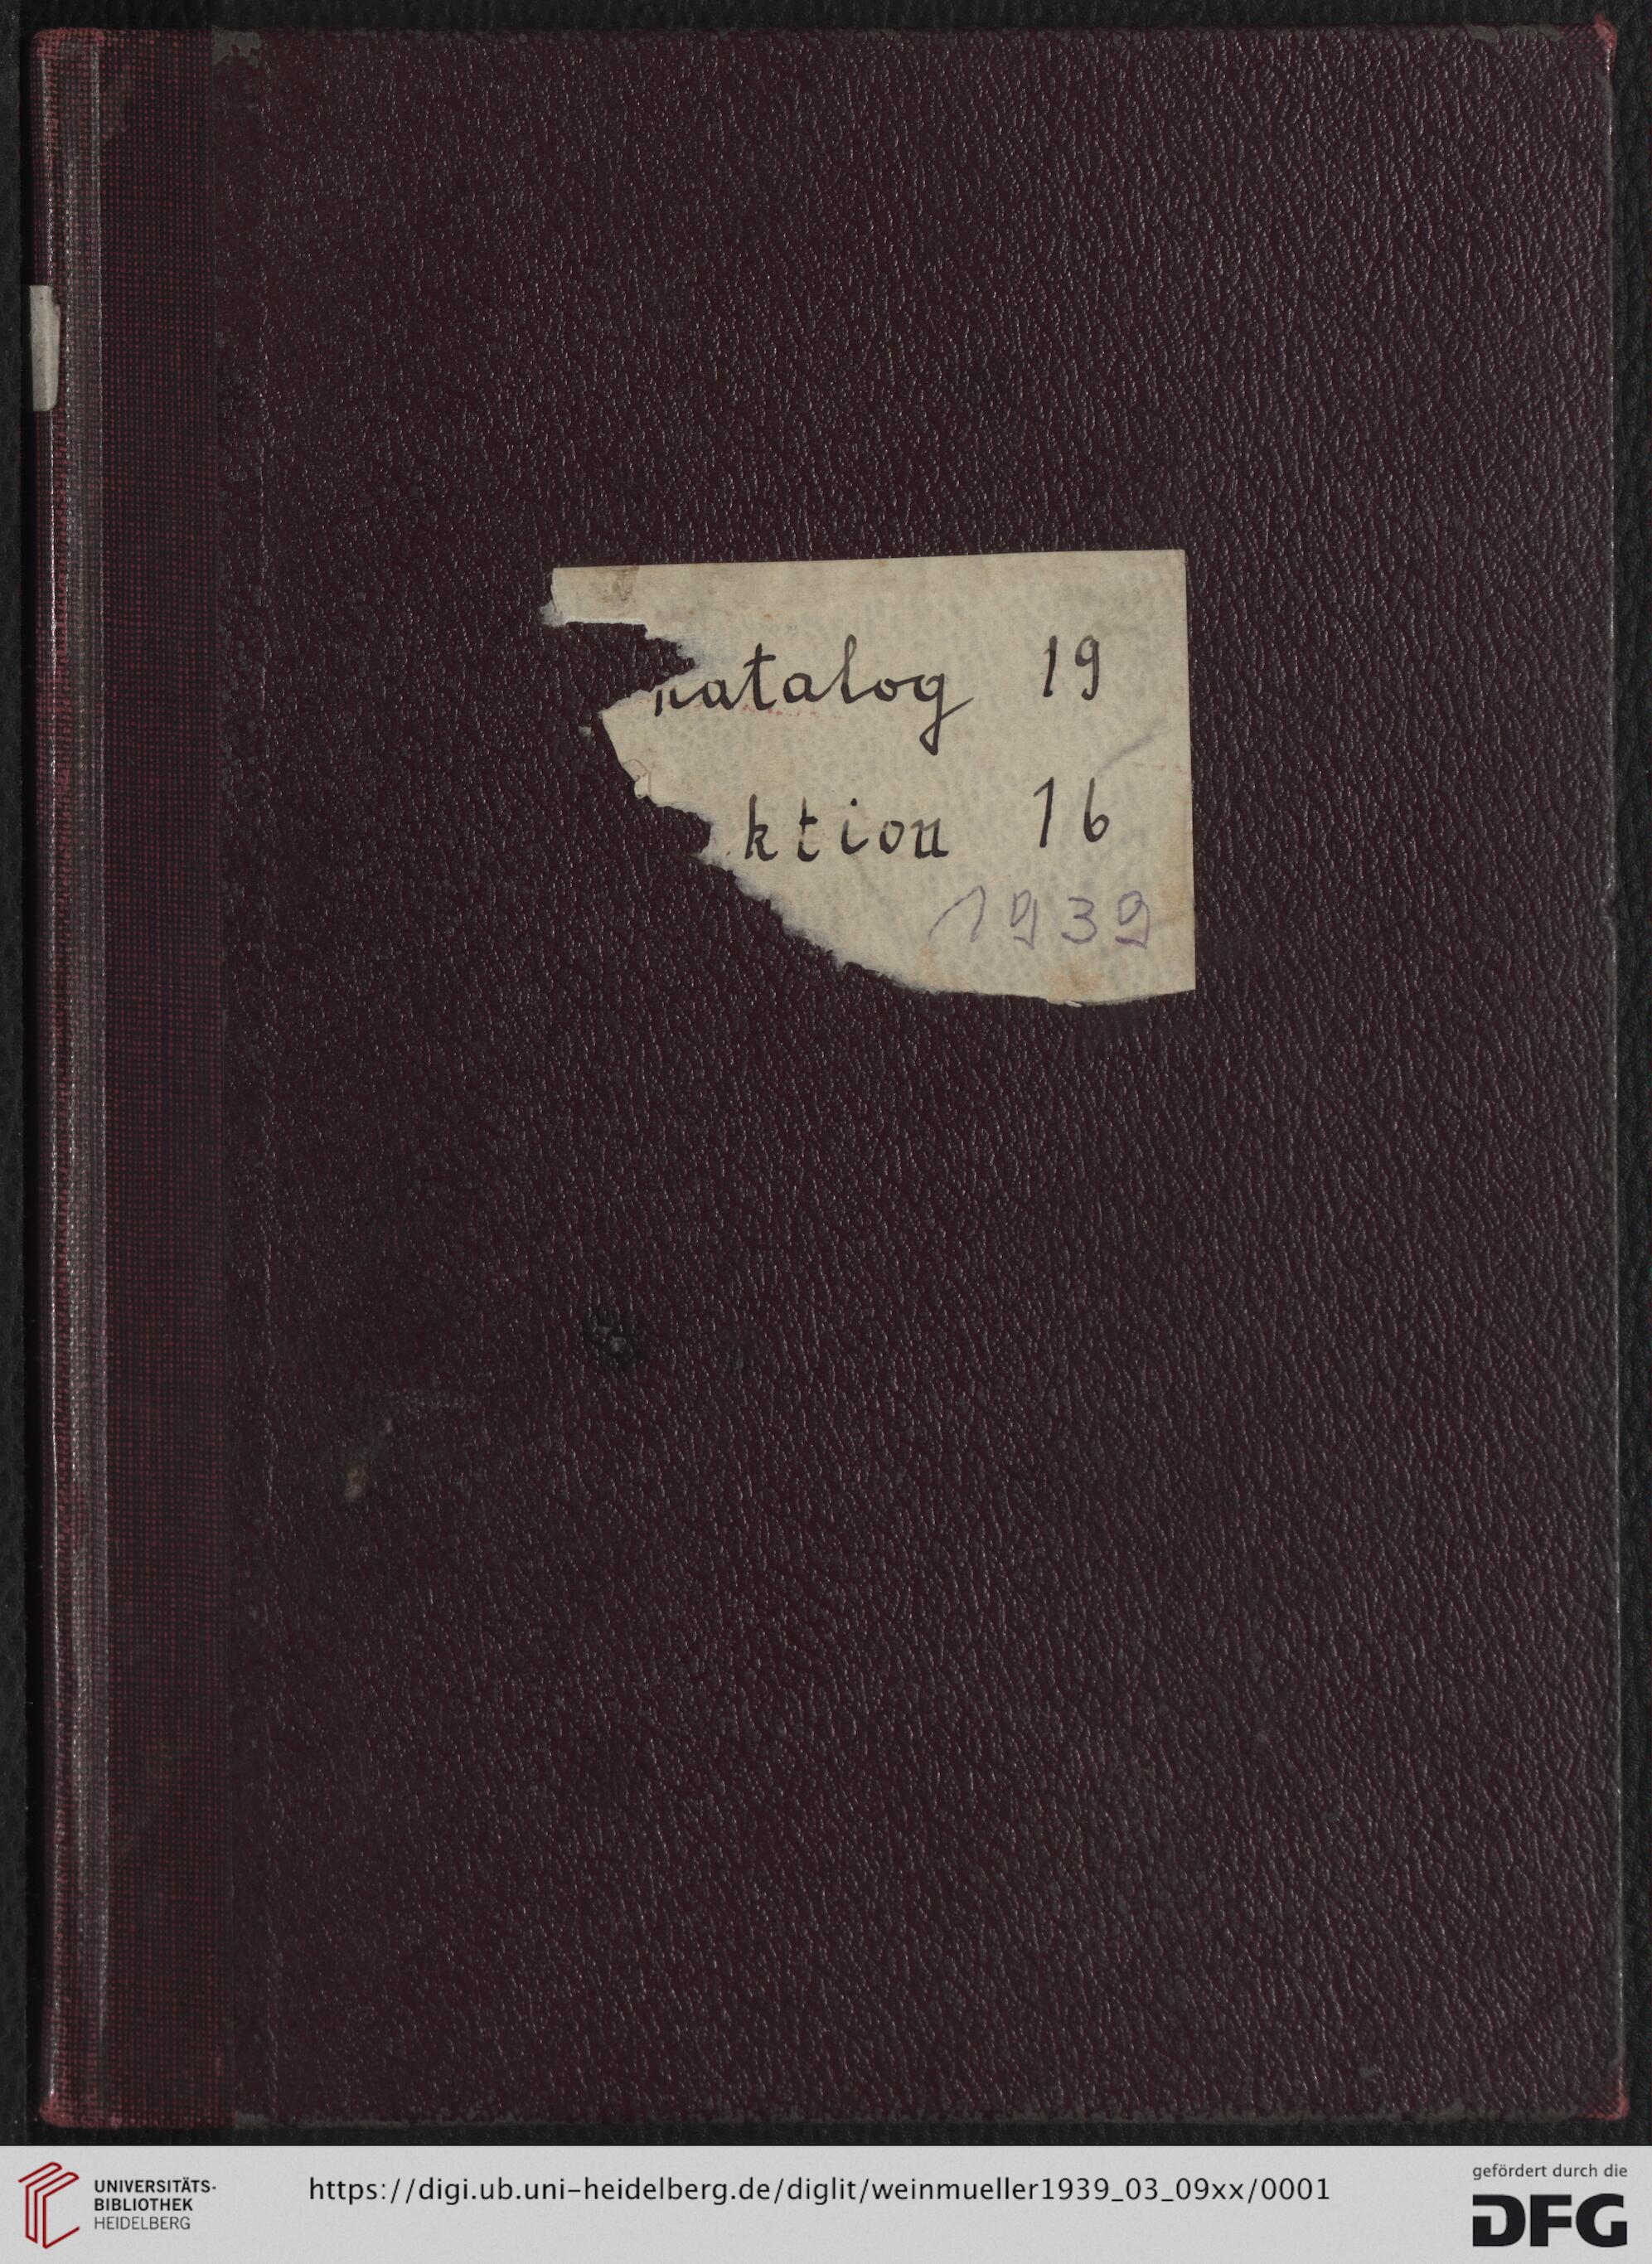 Katalog 19
ktion 16
1939
UNIVERSITÄTS-
BIBLIOTHEK
HEIDELBERG
https://digi.ub.uni-heidelberg.de/diglit/weinmueller1939_03_09xx/0001
gefördert durch die
DFG